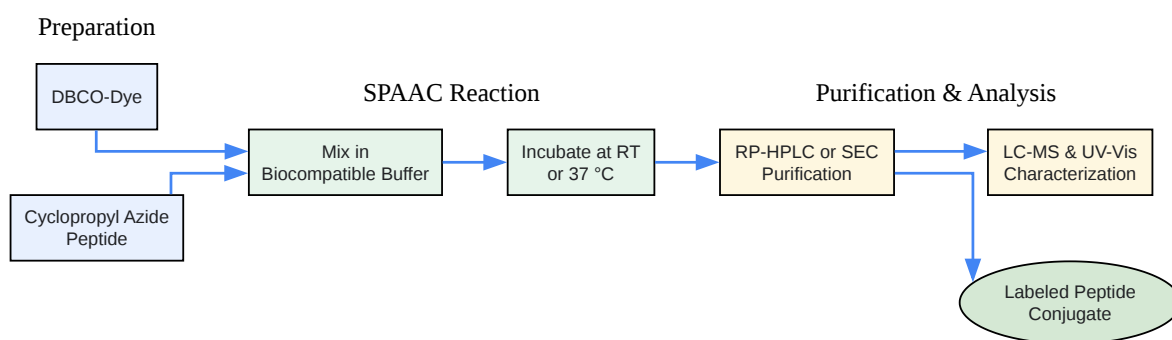 Preparation
DBCO-Dye
Cyclopropyl Azide
Peptide
SPAAC Reaction
Mix in
Biocompatible Buffer
Incubate at RT
or 37 °C
Purification & Analysis
RP-HPLC or SEC
Purification
LC-MS & UV-Vis
Characterization
Labeled Peptide
Conjugate